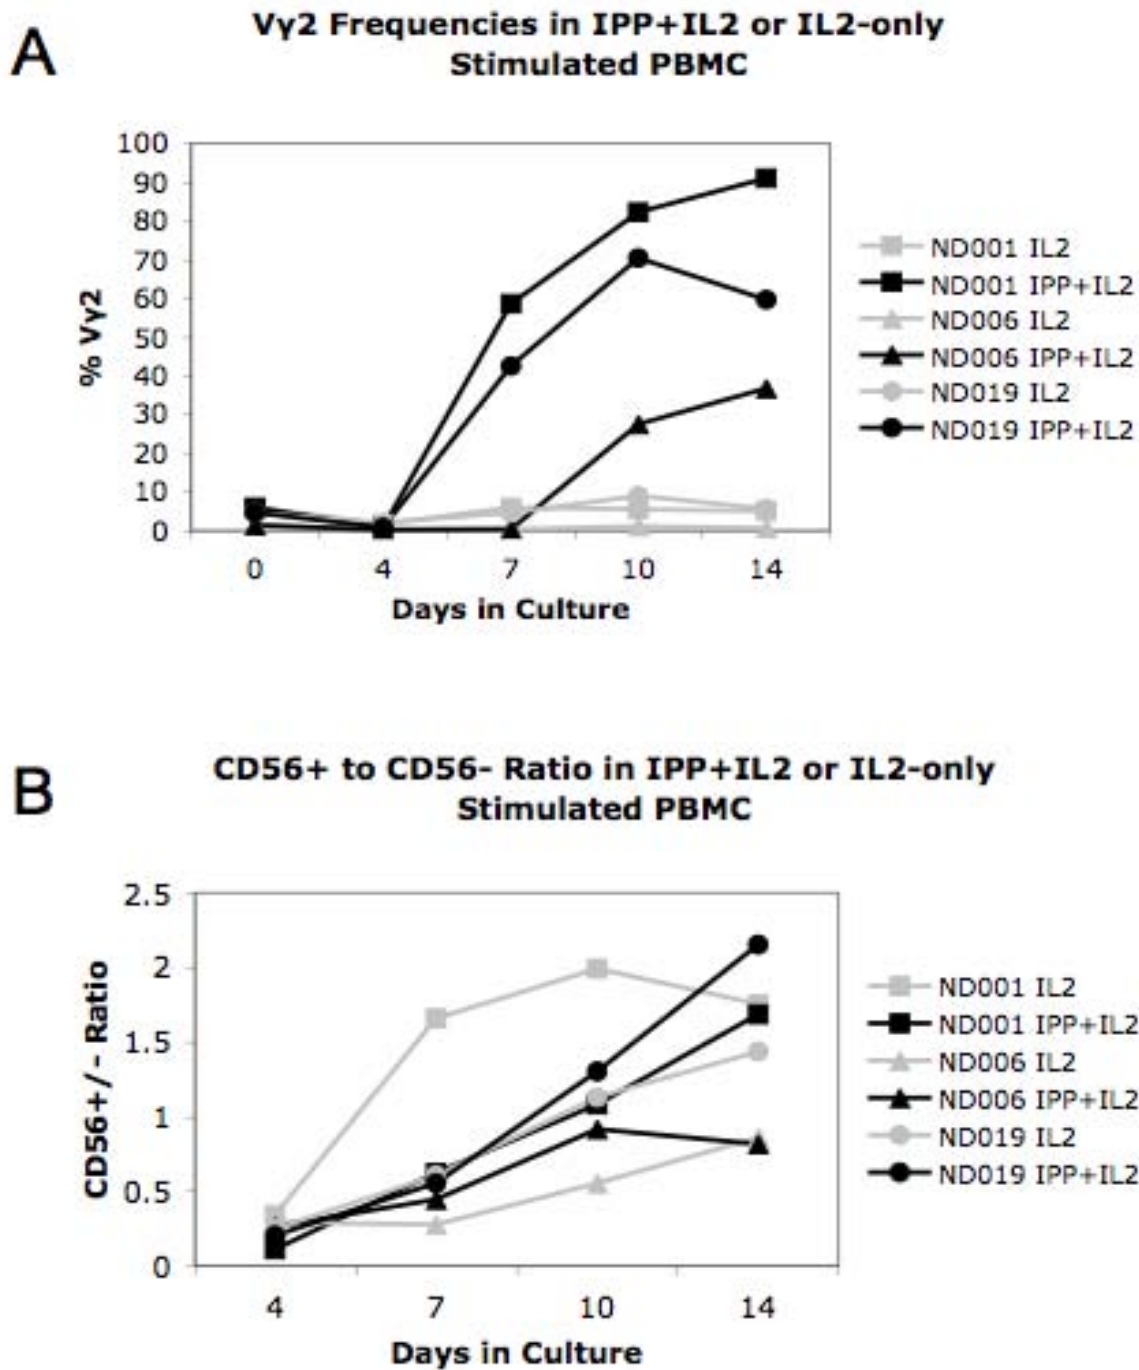 A
Vγ2 Frequencies in IPP+IL2 or IL2-only
Stimulated PBMC
100
90
80
70
60
50
40
30
20
10
0
% Vγ2
0 4 7 10 14
Days in Culture
ND001 IL2
ND001 IPP+IL2
ND006 IL2
ND006 IPP+IL2
ND019 IL2
ND019 IPP+IL2
B
CD56+ to CD56- Ratio in IPP+IL2 or IL2-only
Stimulated PBMC
2.5
2
1.5
1
0.5
0
CD56+/- Ratio
4 7 10 14
Days in Culture
ND001 IL2
ND001 IPP+IL2
ND006 IL2
ND006 IPP+IL2
ND019 IL2
ND019 IPP+IL2